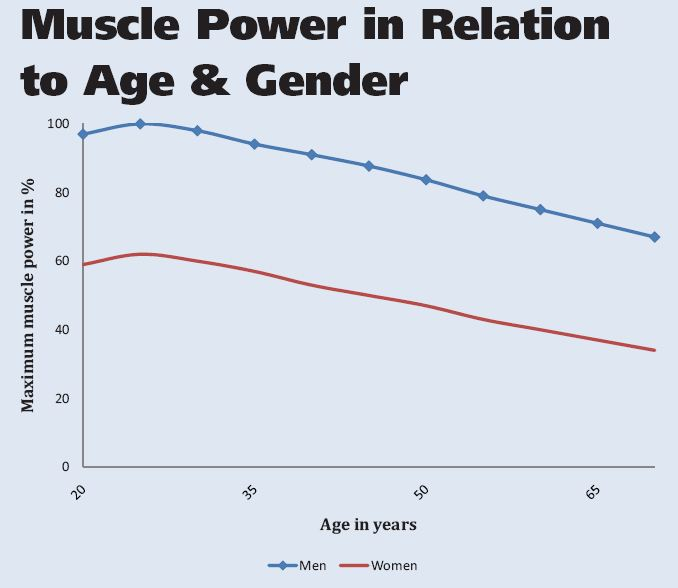 Muscle Power in Relation
to Age & Gender
Maximum muscle power in %
100
80
60
40
20
0
20
35
50
65
Age in years
Men
Women